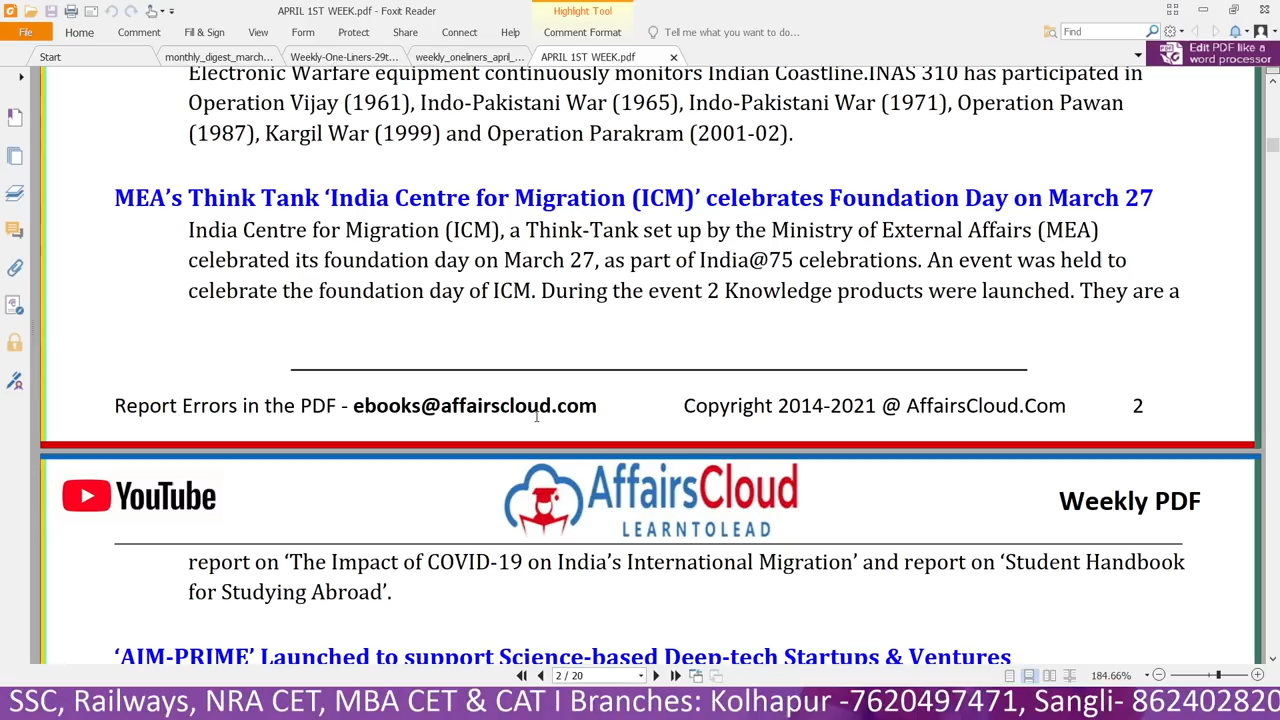 APRIL 1ST WEEK.pdf - Foxit Reader
Highlight Tool
File
Home
Comment
Fill & Sign
View
Form
Protect
Share
Connect
Help
Comment Format
Tell me what you want to do...
Find
Start
monthly_digest_march...
Weekly-One-Liners-29t...
weekly_oneliners_april_...
APRIL 1ST WEEK.pdf
Edit PDF like a
word processor
Electronic Warfare equipment continuously monitors Indian Coastline.INAS 310 has participated in
Operation Vijay (1961), Indo-Pakistani War (1965), Indo-Pakistani War (1971), Operation Pawan
(1987), Kargil War (1999) and Operation Parakram (2001-02).
MEA’s Think Tank ‘India Centre for Migration (ICM)’ celebrates Foundation Day on March 27
India Centre for Migration (ICM), a Think-Tank set up by the Ministry of External Affairs (MEA)
celebrated its foundation day on March 27, as part of India@75 celebrations. An event was held to
celebrate the foundation day of ICM. During the event 2 Knowledge products were launched. They are a
Report Errors in the PDF - ebooks@affairscloud.com Copyright 2014-2021 @ AffairsCloud.Com 2
YouTube
AffairsCloud
LEARNTOLEAD
Weekly PDF
report on ‘The Impact of COVID-19 on India’s International Migration’ and report on ‘Student Handbook
for Studying Abroad’.
‘AIM-PRIME’ Launched to support Science-based Deep-tech Startups & Ventures
2 / 20
184.66%
SSC, Railways, NRA CET, MBA CET & CAT I Branches: Kolhapur -7620497471, Sangli- 862402820